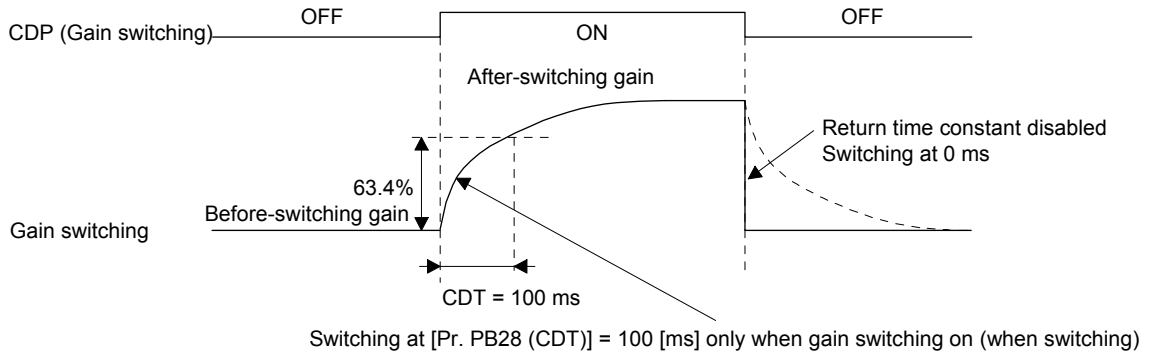 OFF
OFF
CDP (Gain switching)
ON
After-switching gain
Return time constant disabled
Switching at 0 ms
63.4%
Before-switching gain
Gain switching
CDT = 100 ms
Switching at [Pr. PB28 (CDT)] = 100 [ms] only when gain switching on (when switching)